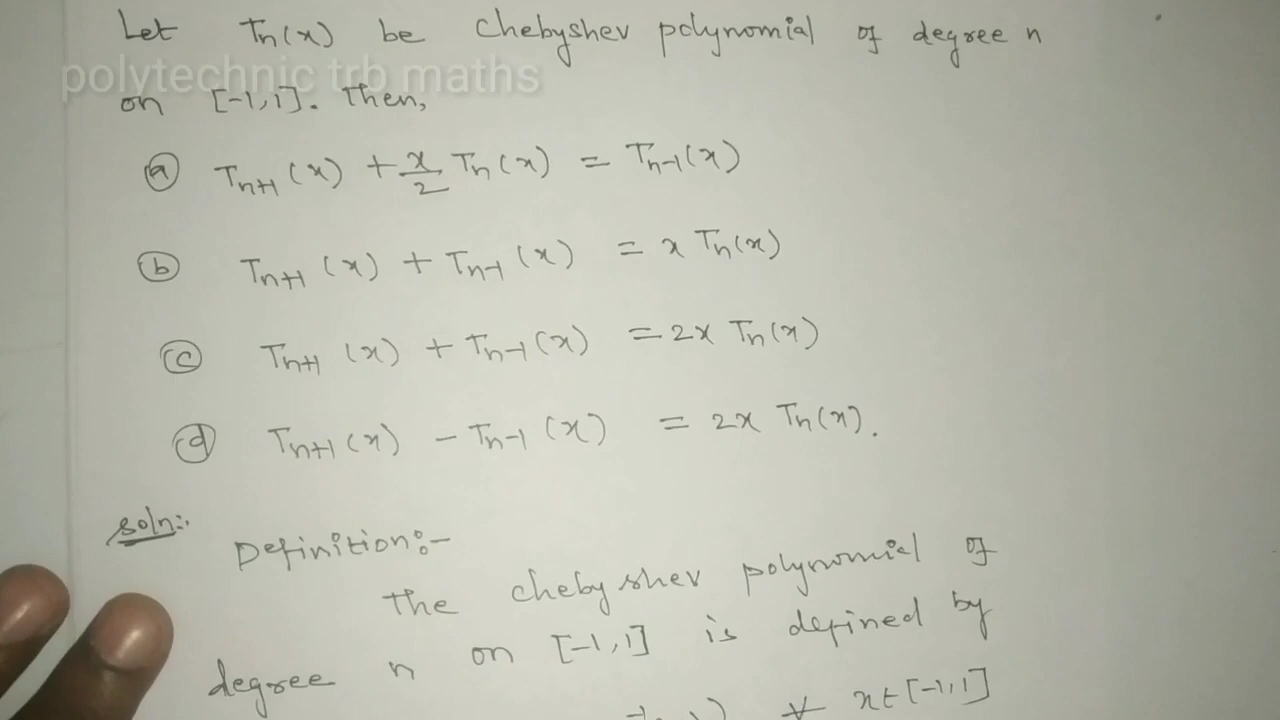 Let Tn(x) be Chebyshev polynomial of degree n
polytechnic trb maths
on [-1,1]. Then,
(a) Tn+1 (x) + x/2 Tn (x) = Tn-1(x)
(b) Tn+1 (x) + Tn-1 (x) = x Tn(x)
(c) Tn+1 (x) + Tn-1(x) = 2x Tn(x)
(d) Tn+1(x) - Tn-1 (x) = 2x Tn(x).
Soln:-
Definition:-
The chebyshev polynomial of
degree n on [-1,1] is defined by
∀ x∈[-1,1]